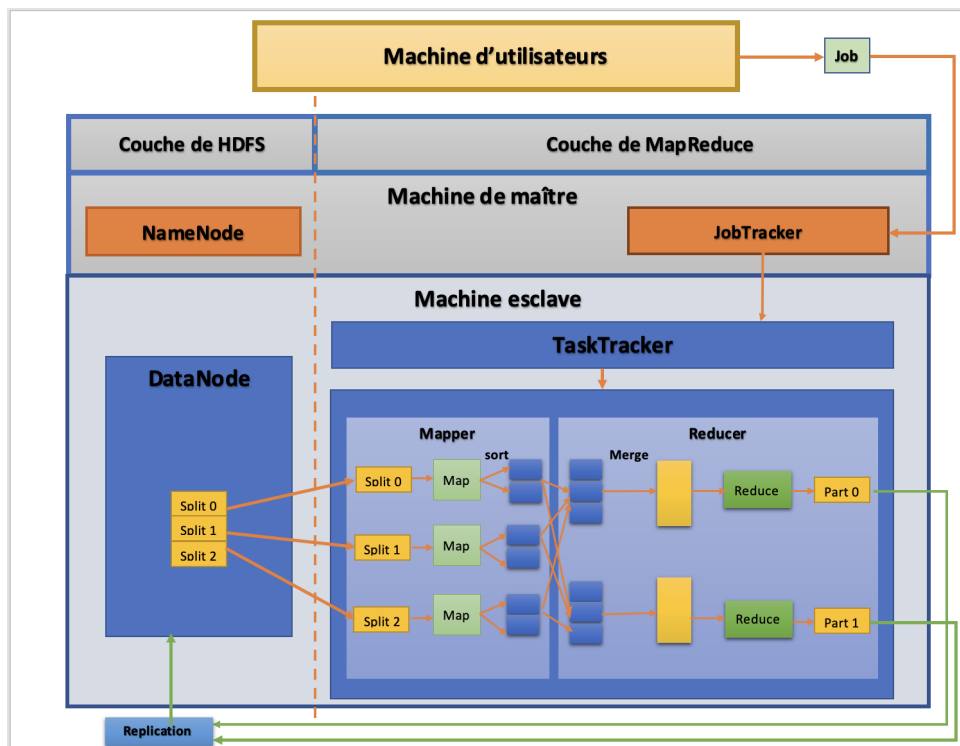 Machine d'utilisateurs
Job
Couche de HDFS
Couche de MapReduce
Machine de maître
NameNode
JobTracker
Machine esclave
TaskTracker
DataNode
Mapper
Reducer
sort
Merge
Split 0
Map
Reduce
Part 0
Split 0
Split 1
Split 2
Split 1
Map
Split 2
Map
Reduce
Part 1
Replication